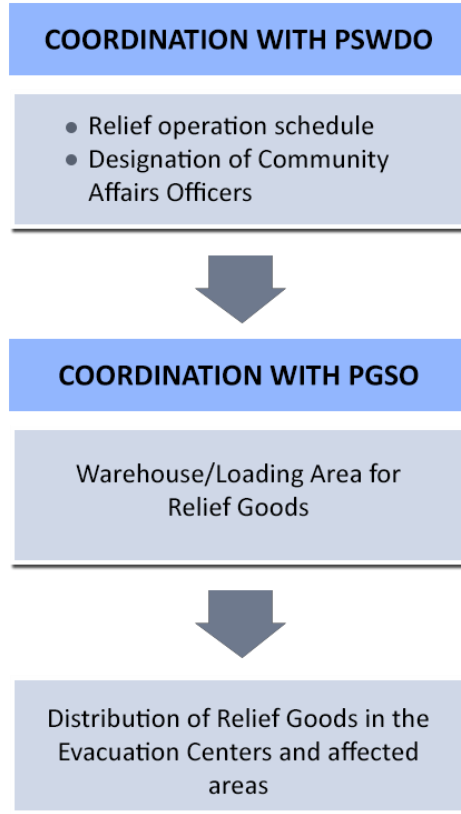 COORDINATION WITH PSWDO
● Relief operation schedule
● Designation of Community
Affairs Officers
COORDINATION WITH PGSO
Warehouse/Loading Area for
Relief Goods
Distribution of Relief Goods in the
Evacuation Centers and affected
areas